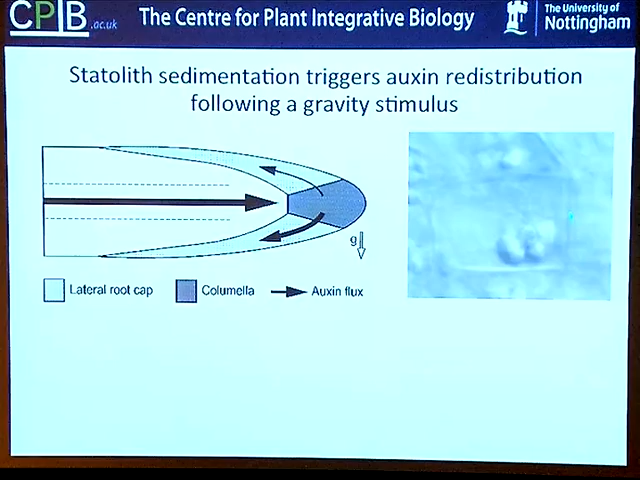 CPIB
.ac.uk
The Centre for Plant Integrative Biology
The University of
Nottingham
Statolith sedimentation triggers auxin redistribution
following a gravity stimulus
g
Lateral root cap
Columella
Auxin flux